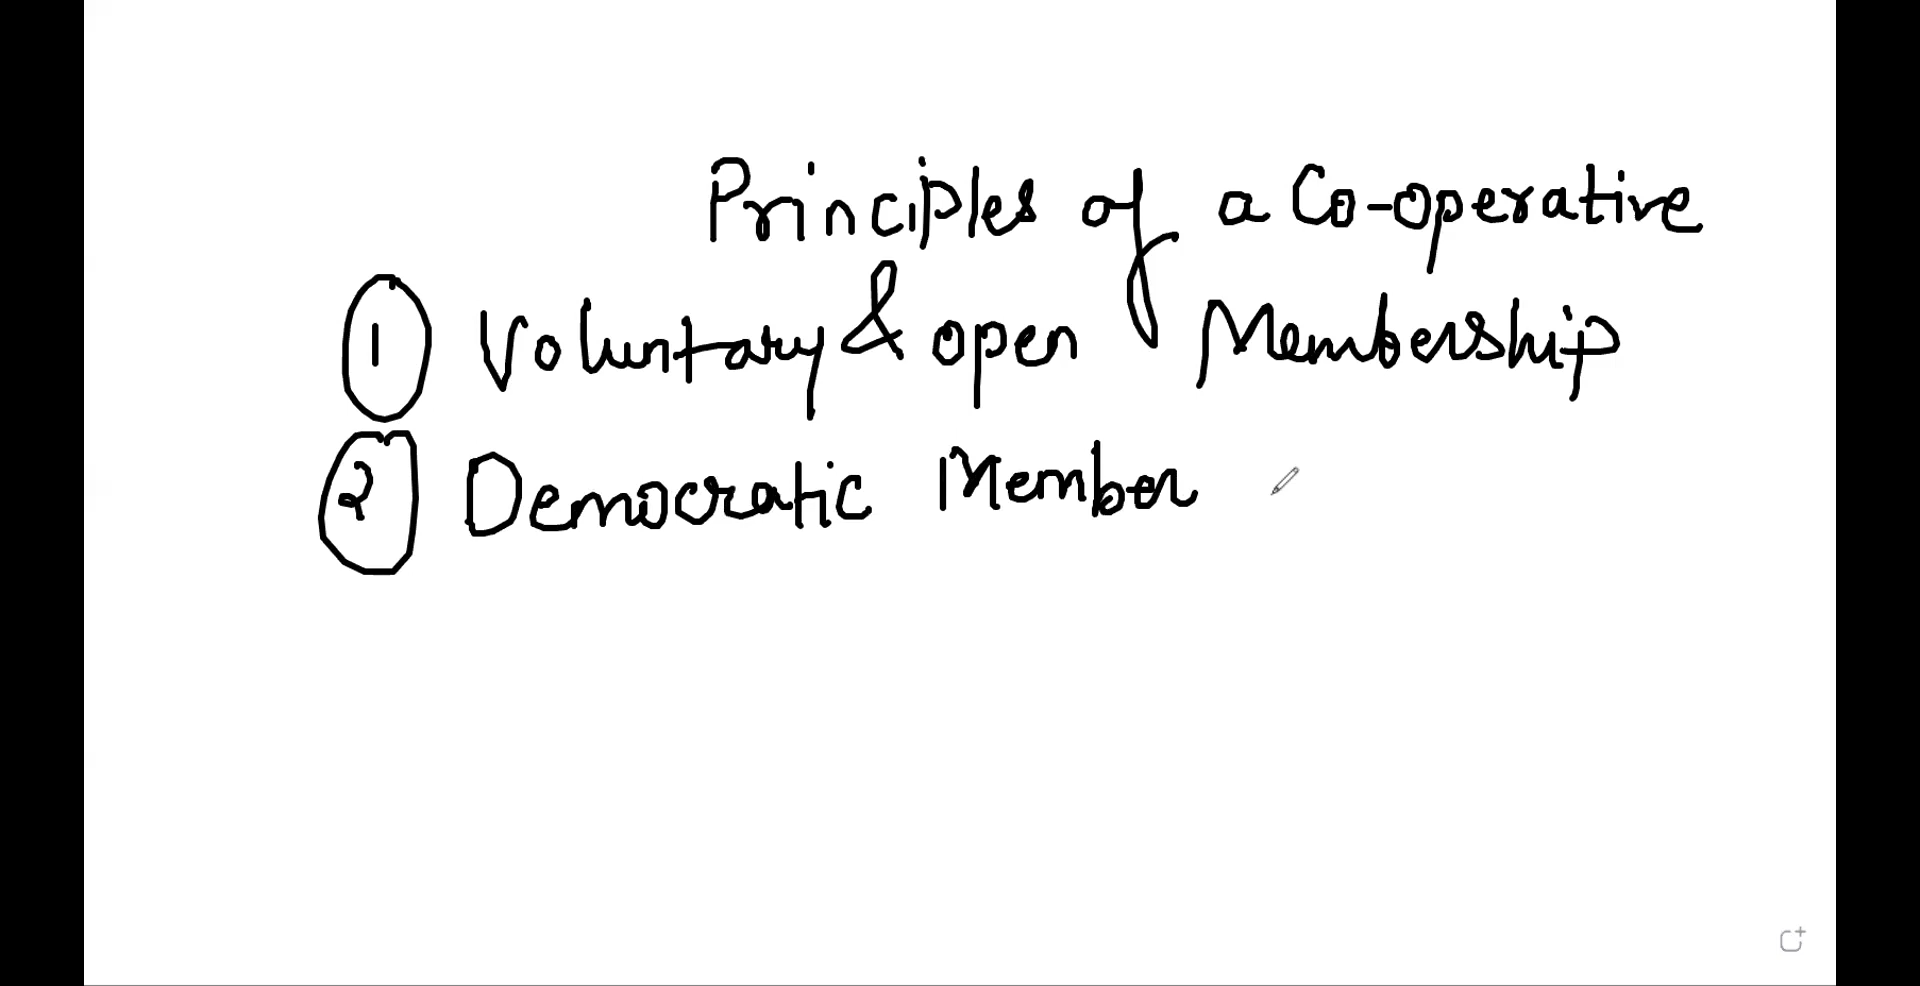 Principles of a Co-operative
1 Voluntary & open Membership
2 Democratic Member